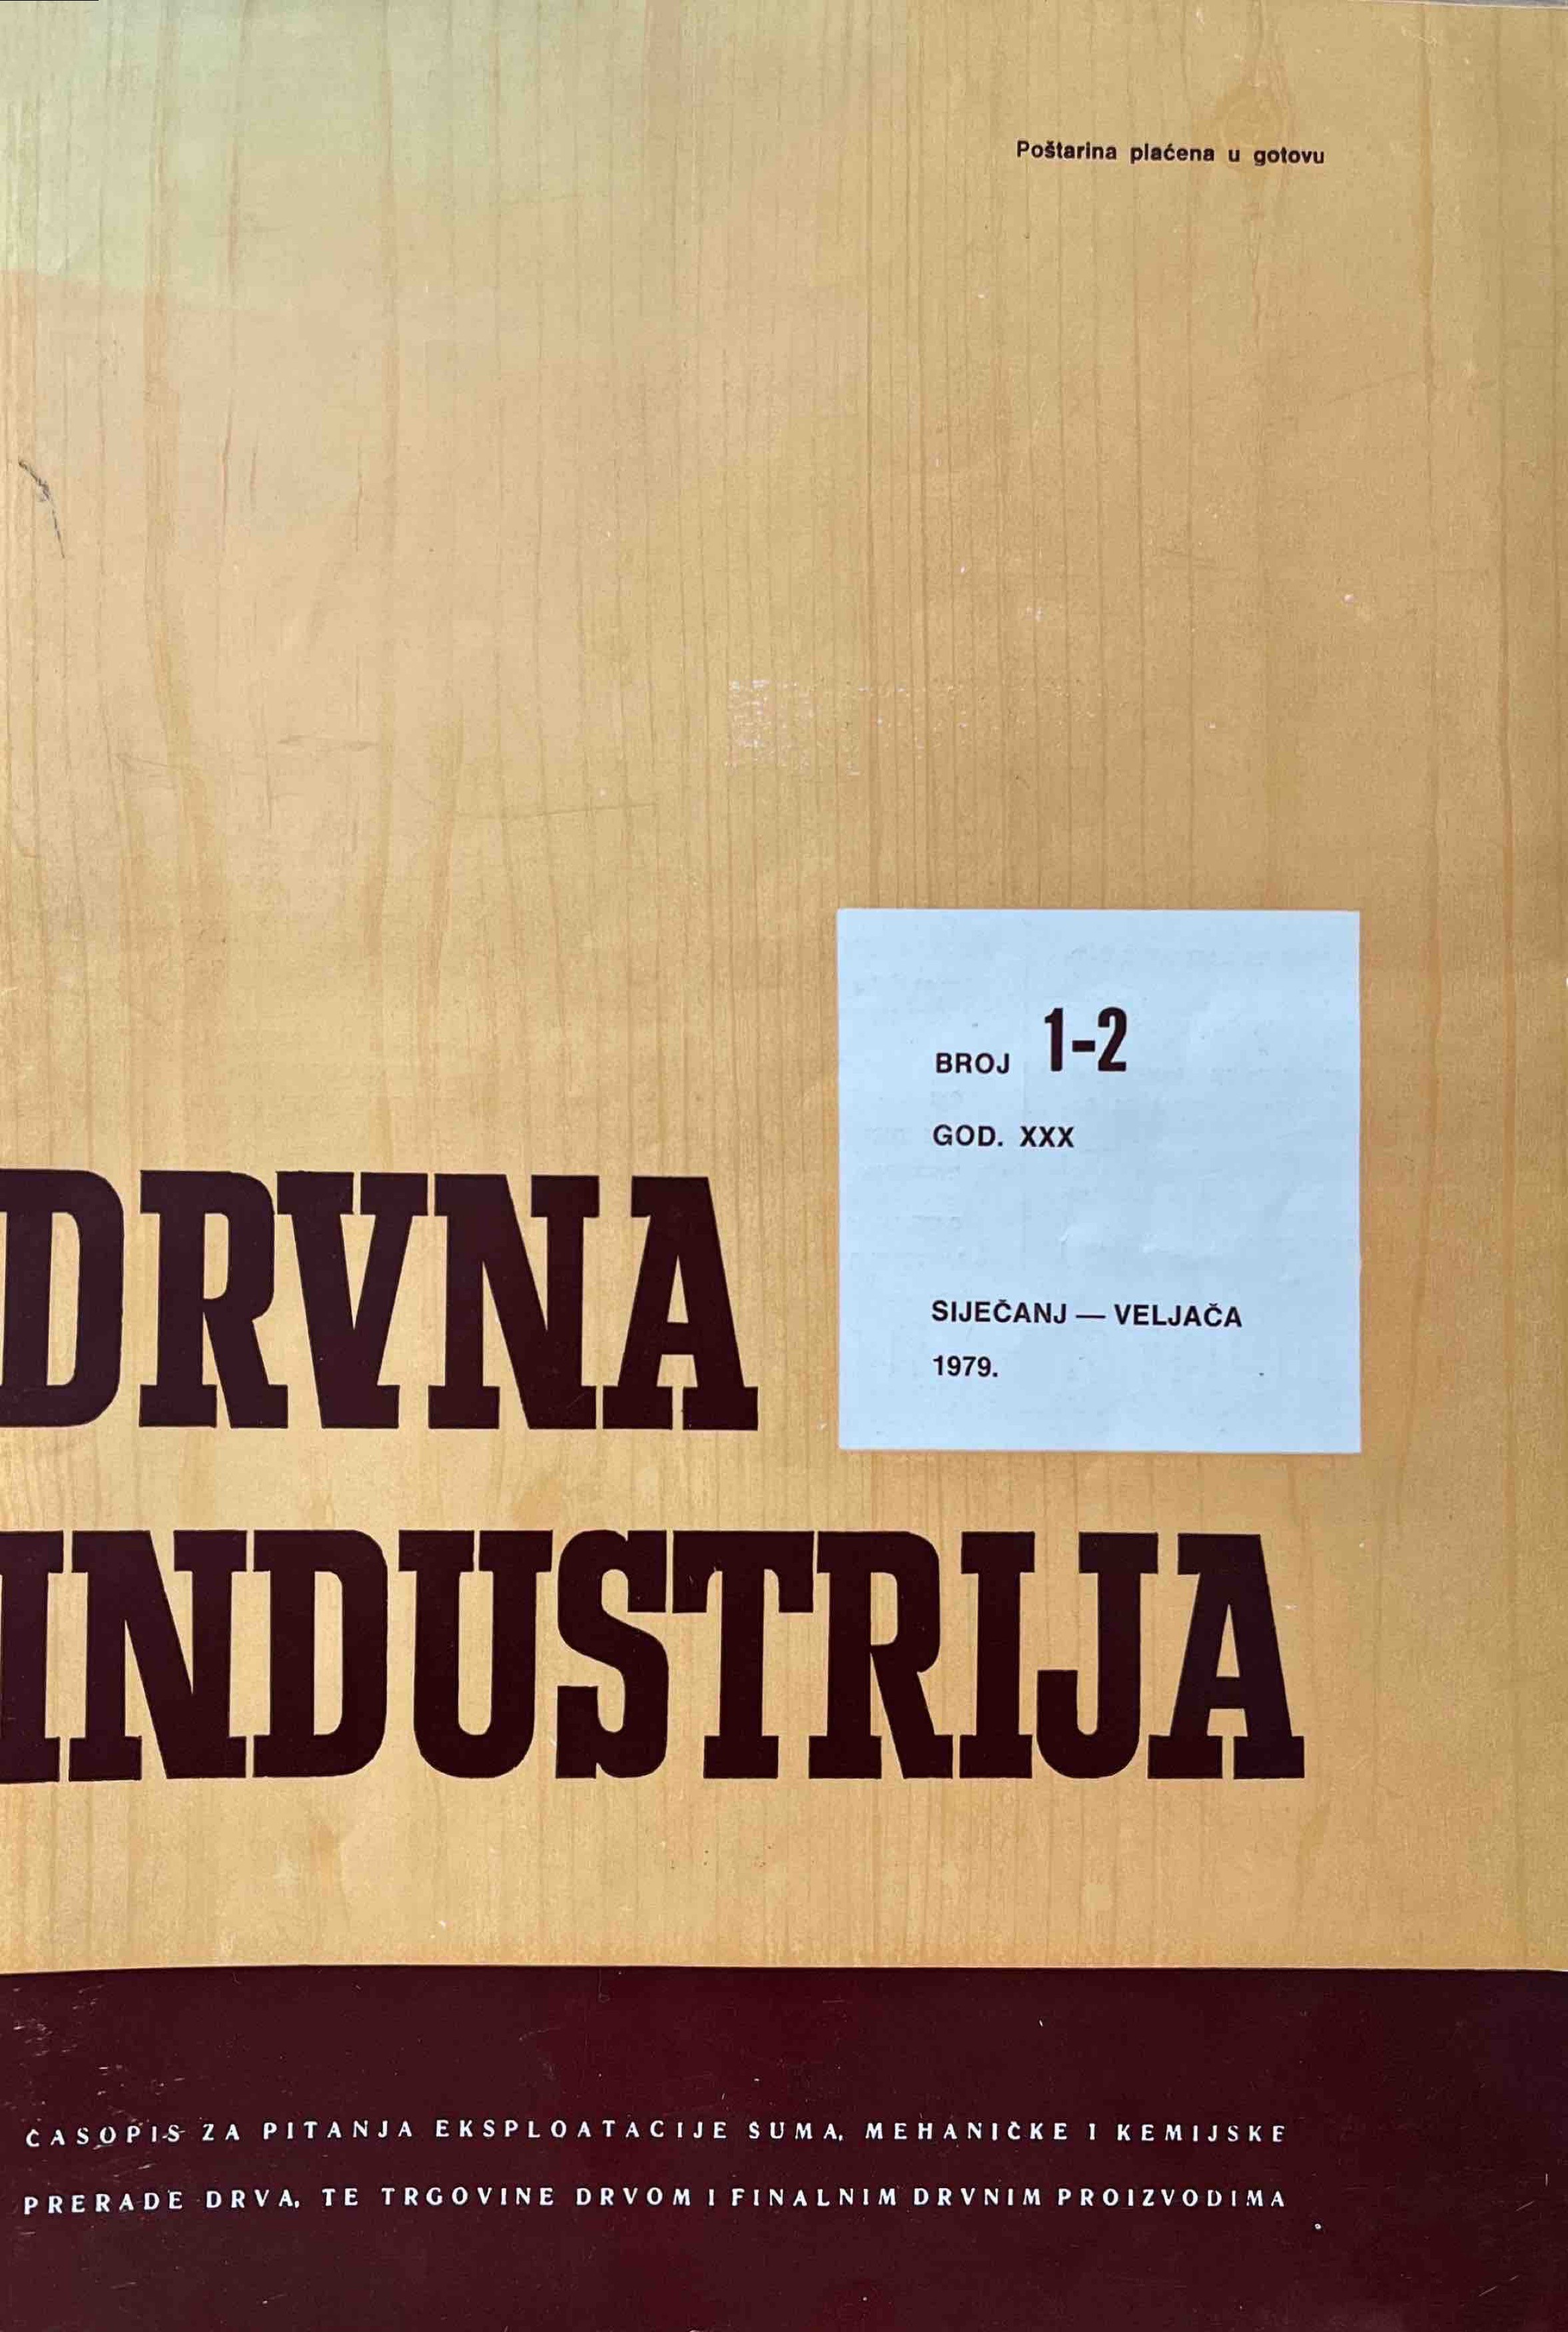 Poštarina plaćena u gotovu
BROJ 1-2
GOD. XXX
SIJEČANJ — VELJAČA
1979.
DRVNA
INDUSTRIJA
ČASOPIS ZA PITANJA EKSPLOATACIJE ŠUMA, MEHANIČKE I KEMIJSKE
PRERADE DRVA, TE TRGOVINE DRVOM I FINALNIM DRVNIM PROIZVODIMA